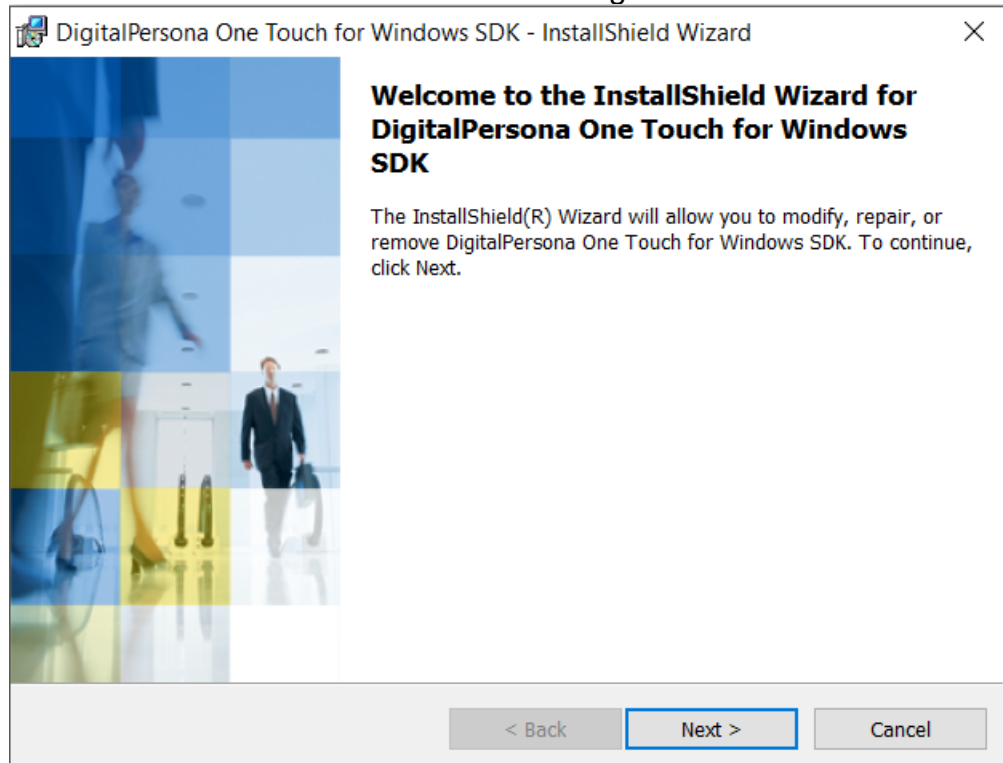 DigitalPersona One Touch for Windows SDK - InstallShield Wizard
Welcome to the InstallShield Wizard for
DigitalPersona One Touch for Windows
SDK
The InstallShield(R) Wizard will allow you to modify, repair, or
remove DigitalPersona One Touch for Windows SDK. To continue,
click Next.
< Back
Next >
Cancel